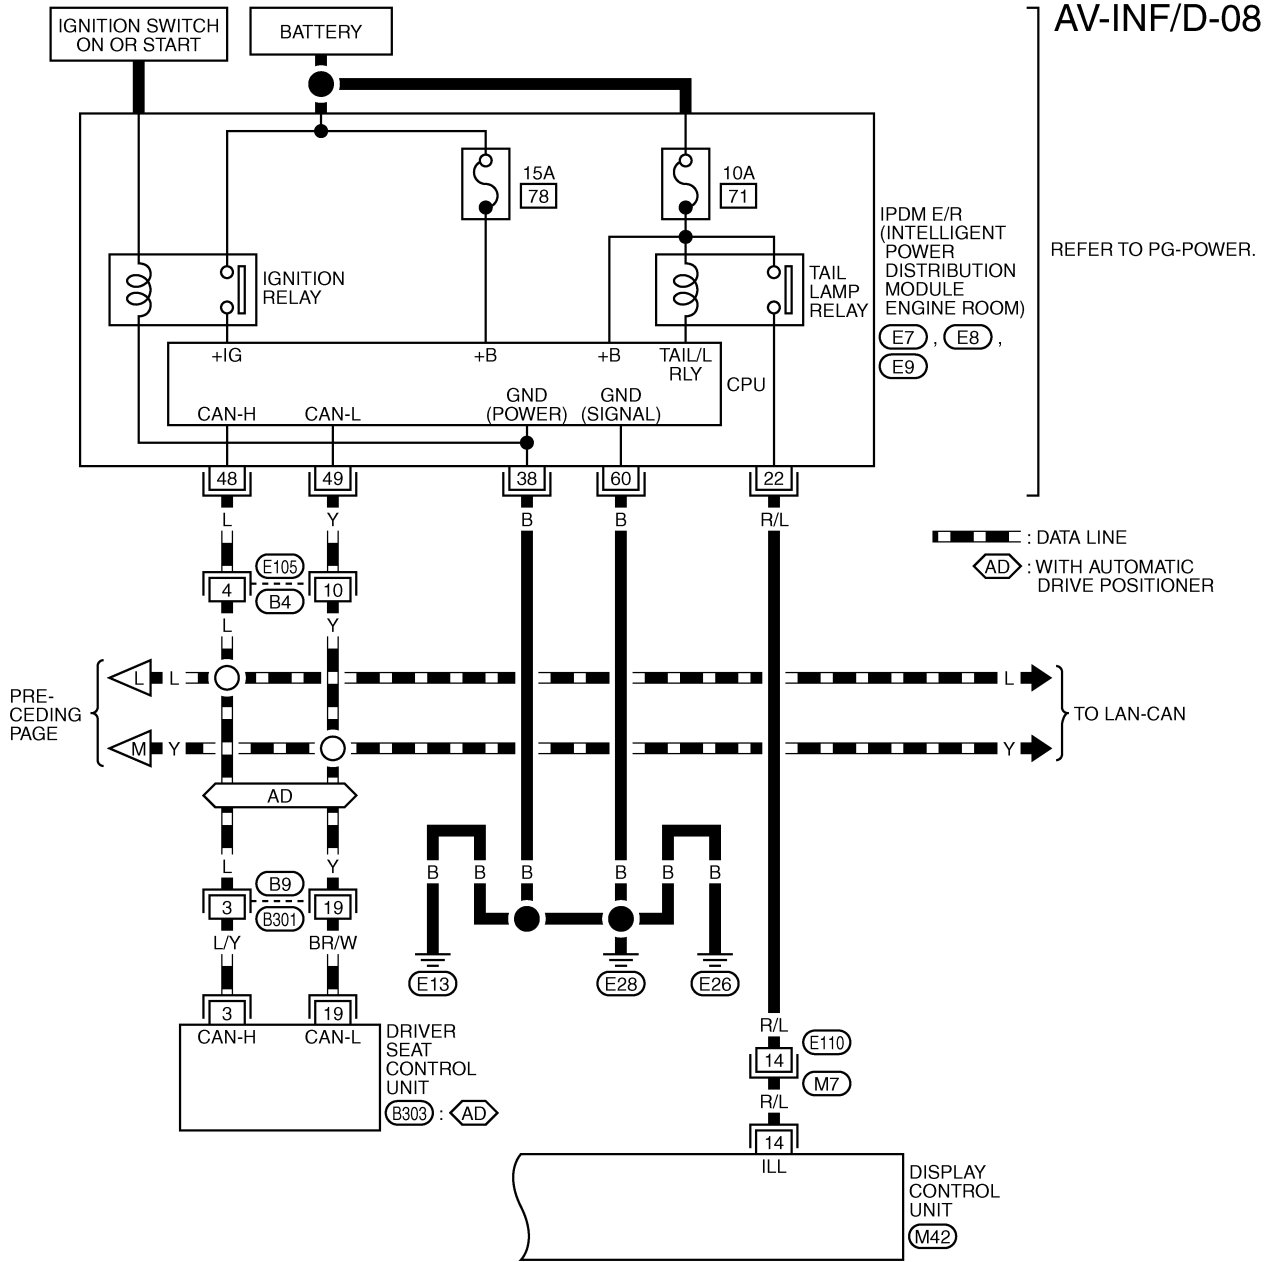 AV-INF/D-08
IGNITION SWITCH
ON OR START
BATTERY
15A
78
10A
71
IPDM E/R
(INTELLIGENT
POWER
DISTRIBUTION
MODULE
ENGINE ROOM)
E7 , E8 ,
E9
REFER TO PG-POWER.
IGNITION
RELAY
TAIL
LAMP
RELAY
+IG
+B
+B
TAIL/L
RLY
CPU
CAN-H
CAN-L
GND
(POWER)
GND
(SIGNAL)
48
49
38
60
22
L
Y
B
B
R/L
: DATA LINE
AD : WITH AUTOMATIC
DRIVE POSITIONER
E105
4
10
B4
L
Y
PRE-
CEDING
PAGE
L
L
L
M
Y
Y
TO LAN-CAN
AD
L
Y
B
B
B
B
B
B
B9
3
19
B301
L/Y
BR/W
E13
E28
E26
3
19
CAN-H
CAN-L
DRIVER
SEAT
CONTROL
UNIT
B303 : AD
R/L
E110
14
M7
R/L
14
ILL
DISPLAY
CONTROL
UNIT
M42